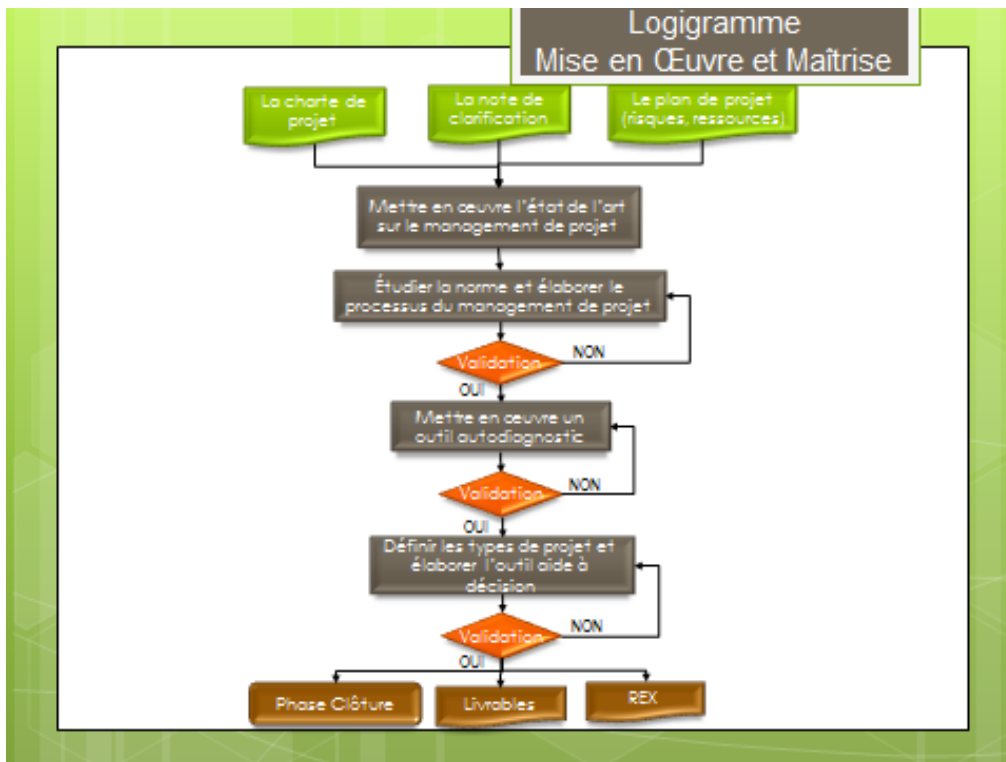 Logigramme
Mise en Œuvre et Maîtrise
La charte de
projet
La note de
clarification
Le plan de projet
(risques, ressources)
Mettre en œuvre l'état de l'art
sur le management de projet
Étudier la norme et élaborer le
processus du management de projet
Validation
NON
OUI
Mettre en œuvre un
outil autodiagnostic
Validation
NON
OUI
Définir les types de projet et
élaborer l'outil aide à
décision
Validation
NON
OUI
Phase Clôture
Livrables
REX